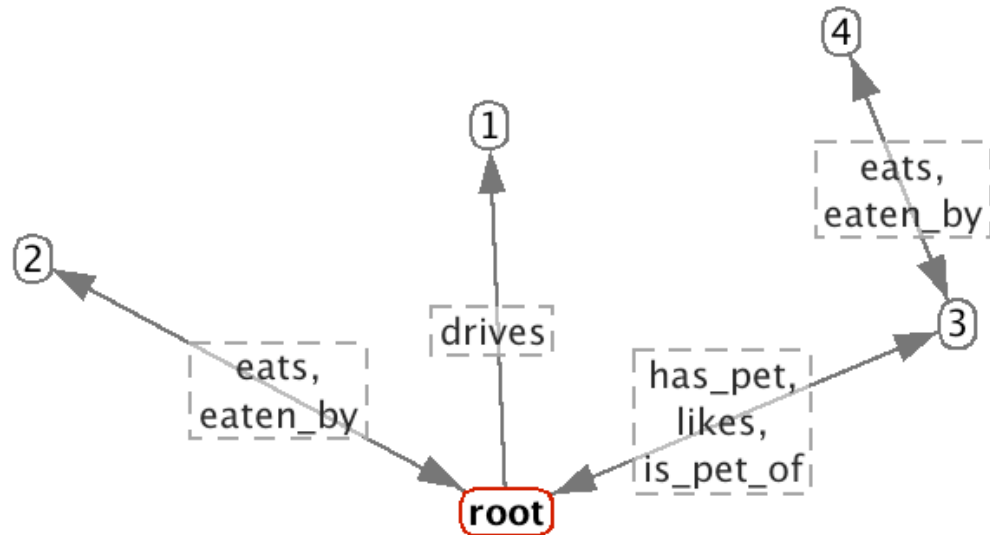 4
1
eats,
eaten_by
2
3
drives
eats,
eaten_by
has_pet,
likes,
is_pet_of
root